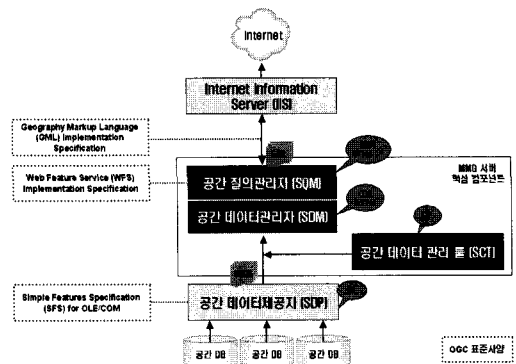 Internet
Internet Information
Server (IIS)
Geography Markup Language
(GML) Implementation
Specification
Web Feature Service (WFS)
Implementation Specification
공간 질의관리자 (SQM)
공간 데이터관리자 (SDM)
서버
핵심 컴포넌트
공간 데이터 관리 툴 (SCT)
Simple Features Specification
(SFS) for OLE/COM
공간 데이터제공자 (SDP)
공간 DB
공간 DB
공간 DB
OGC 표준사양